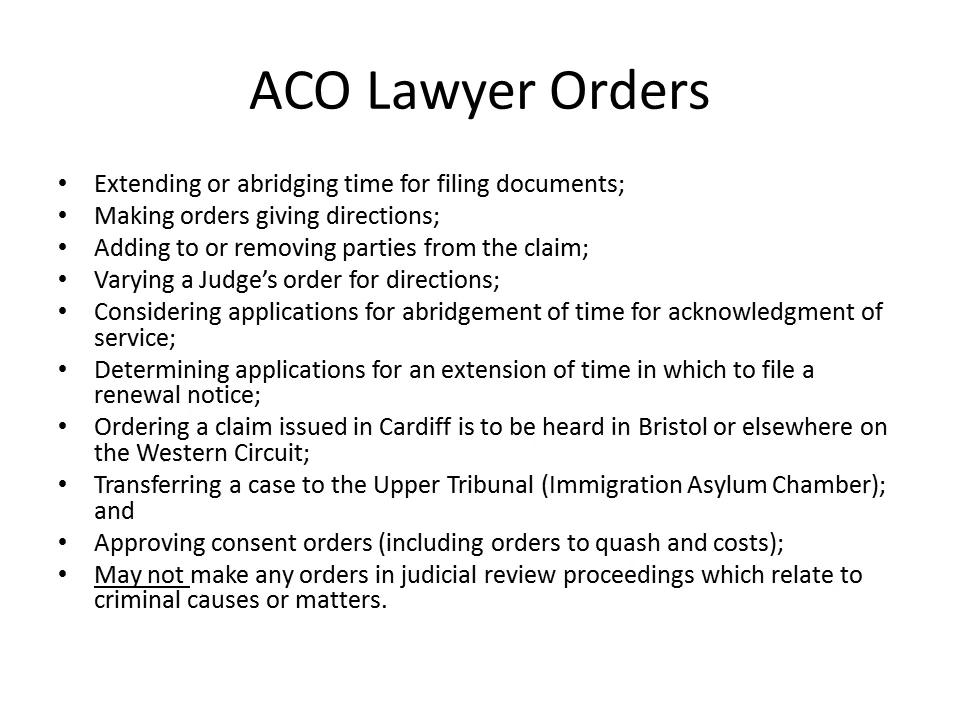 ACO Lawyer Orders
• Extending or abridging time for filing documents;
• Making orders giving directions;
• Adding to or removing parties from the claim;
• Varying a Judge’s order for directions;
• Considering applications for abridgement of time for acknowledgment of
service;
• Determining applications for an extension of time in which to file a
renewal notice;
• Ordering a claim issued in Cardiff is to be heard in Bristol or elsewhere on
the Western Circuit;
• Transferring a case to the Upper Tribunal (Immigration Asylum Chamber);
and
• Approving consent orders (including orders to quash and costs);
• May not make any orders in judicial review proceedings which relate to
criminal causes or matters.